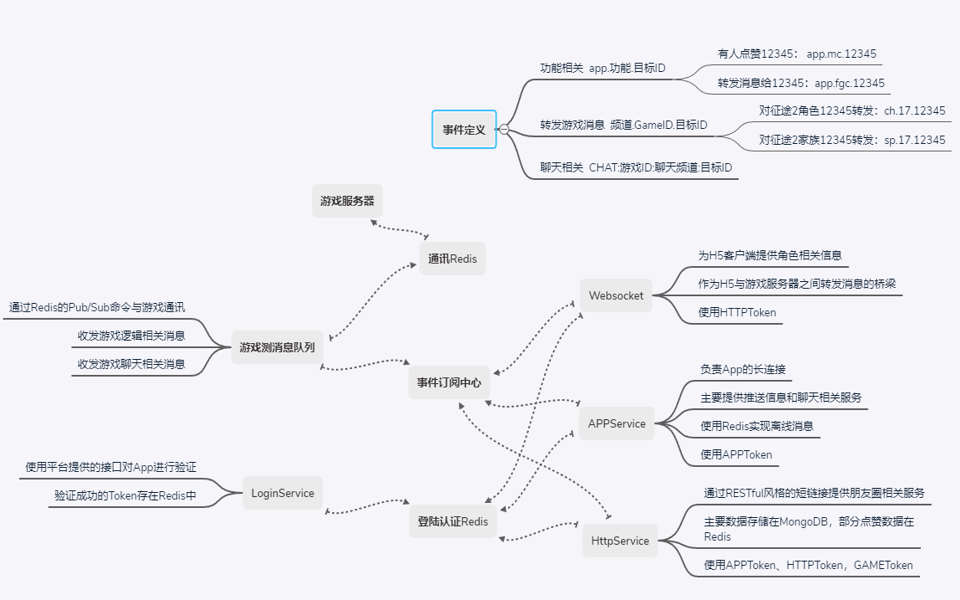 事件定义
功能相关 app.功能.目标ID
有人点赞12345： app.mc.12345
转发消息给12345：app.fgc.12345
转发游戏消息 频道.GameID.目标ID
对征途2角色12345转发：ch.17.12345
对征途2家族12345转发：sp.17.12345
聊天相关 CHAT:游戏ID:聊天频道:目标ID
游戏服务器
通讯Redis
游戏测消息队列
通过Redis的Pub/Sub命令与游戏通讯
收发游戏逻辑相关消息
收发游戏聊天相关消息
事件订阅中心
LoginService
使用平台提供的接口对App进行验证
验证成功的Token存在Redis中
登陆认证Redis
Websocket
为H5客户端提供角色相关信息
作为H5与游戏服务器之间转发消息的桥梁
使用HTTPToken
APPService
负责App的长连接
主要提供推送信息和聊天相关服务
使用Redis实现离线消息
使用APPToken
HttpService
通过RESTful风格的短链接提供朋友圈相关服务
主要数据存储在MongoDB，部分点赞数据在
Redis
使用APPToken、HTTPToken，GAMEToken